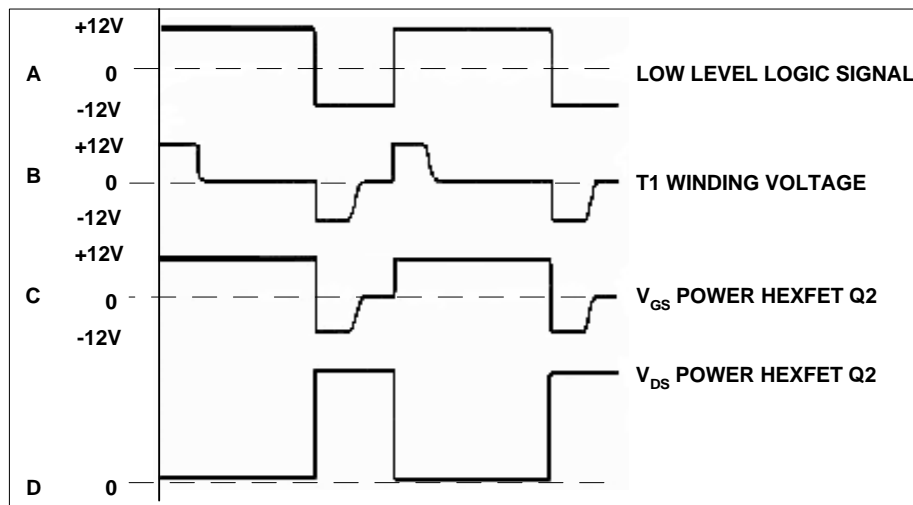 +12V
A 0 LOW LEVEL LOGIC SIGNAL
-12V
+12V
B 0 T1 WINDING VOLTAGE
-12V
+12V
C 0 VGS POWER HEXFET Q2
-12V
VDS POWER HEXFET Q2
D 0